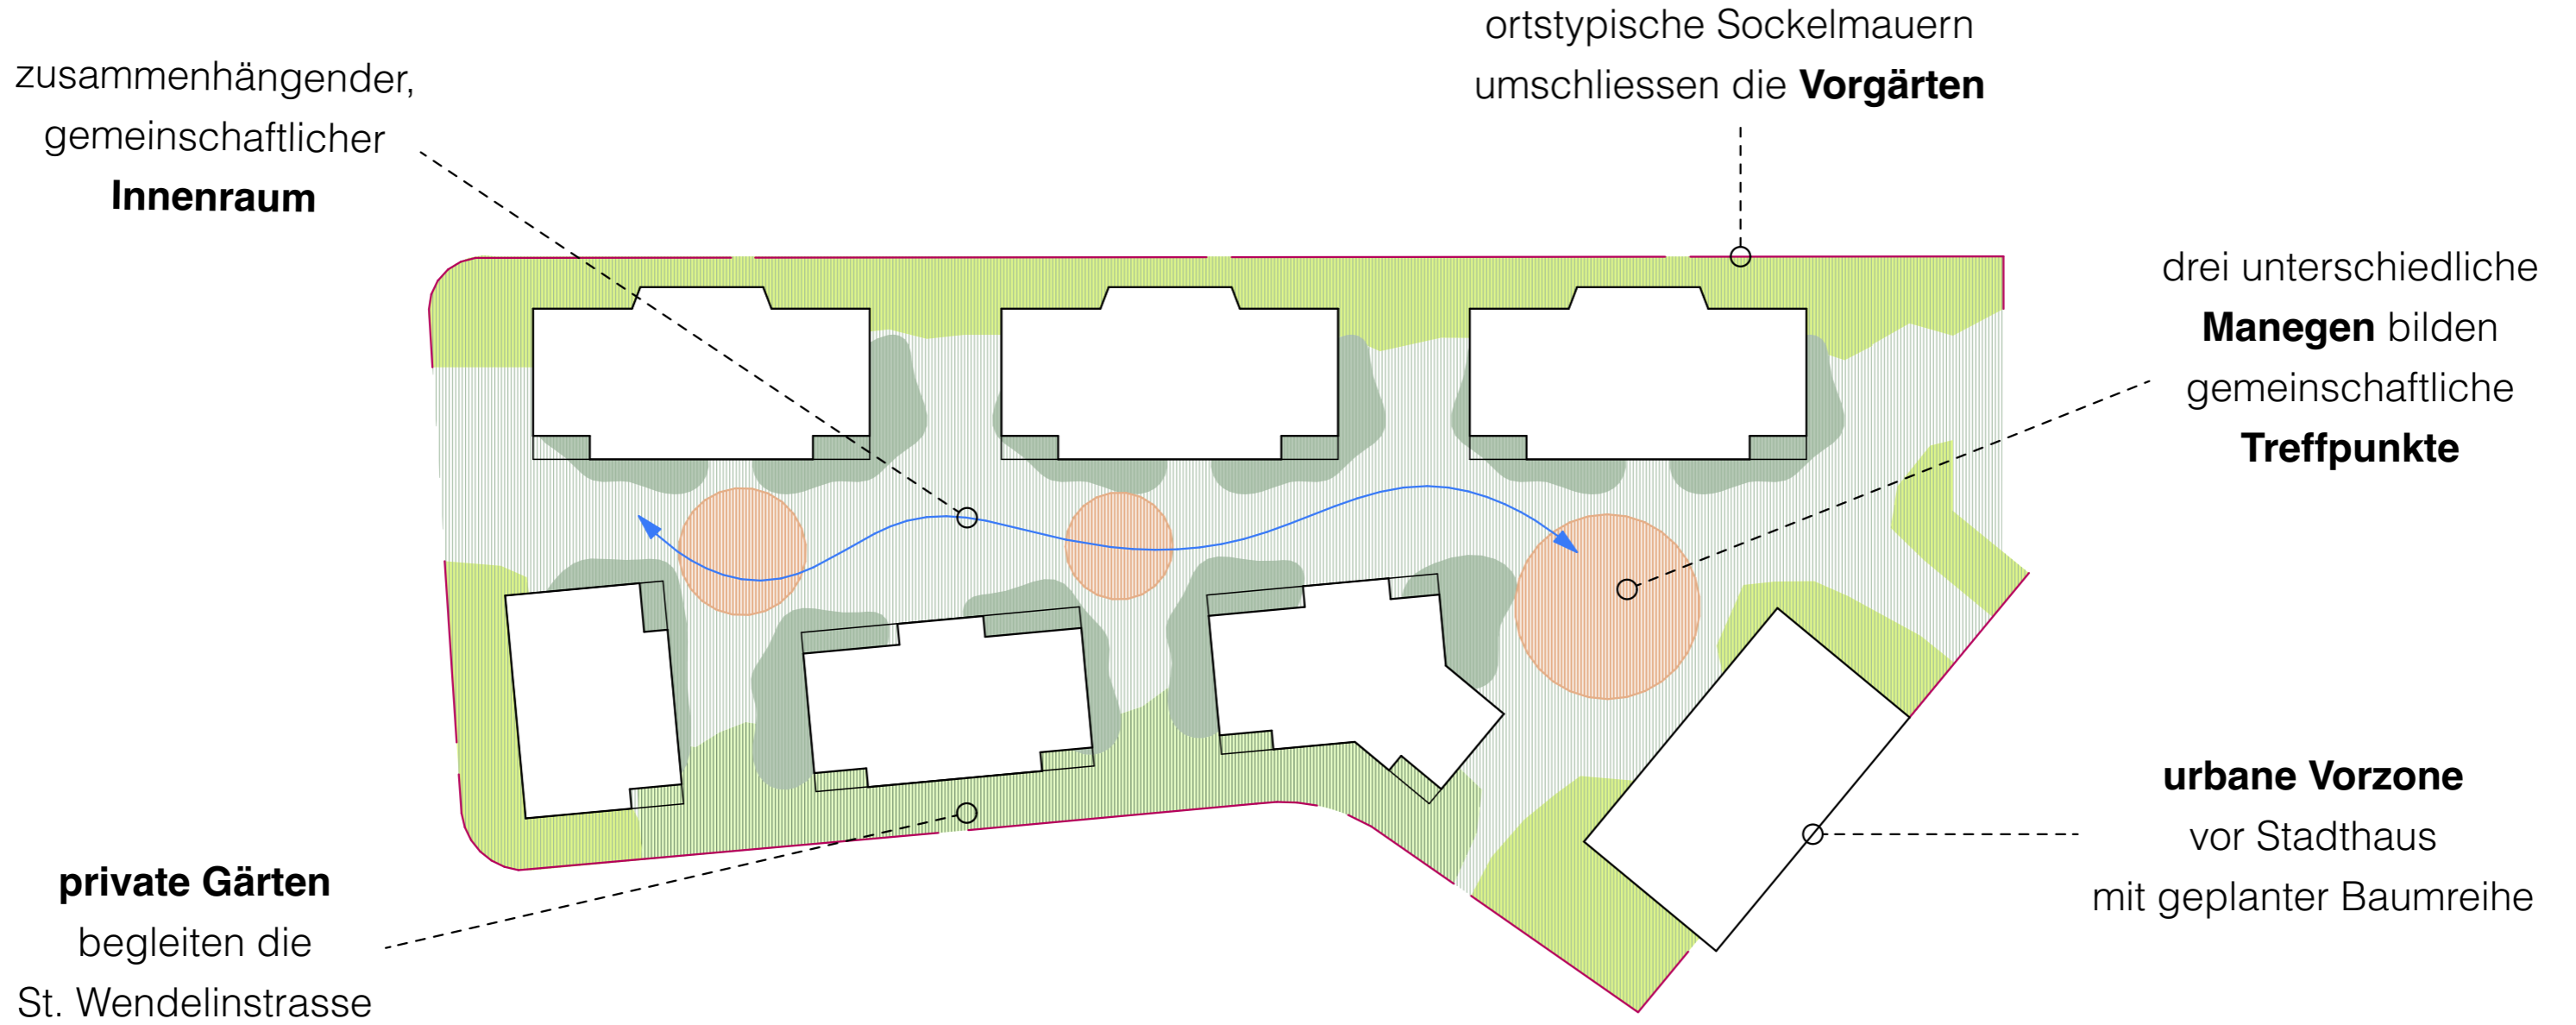 zusammenhängender,
gemeinschaftlicher
Innenraum
ortstypische Sockelmauern
umschliessen die Vorgärten
drei unterschiedliche
Manegen bilden
gemeinschaftliche
Treffpunkte
urbane Vorzone
vor Stadthaus
mit geplanter Baumreihe
private Gärten
begleiten die
St. Wendelinstrasse